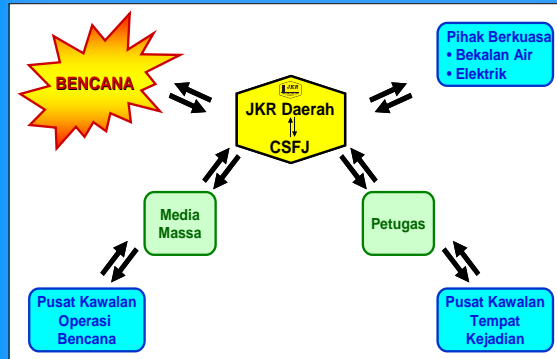 BENCANA
JKR
JKR Daerah
CSFJ
Pihak Berkuasa
• Bekalan Air
• Elektrik
Media
Massa
Petugas
Pusat Kawalan
Operasi
Bencana
Pusat Kawalan
Tempat
Kejadian